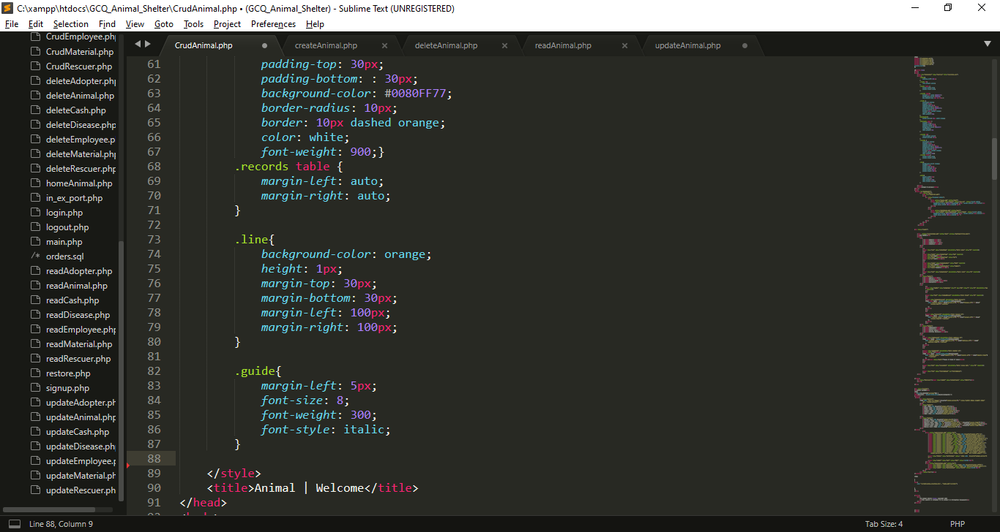 C:\xampp\htdocs\GCQ_Animal_Shelter\CrudAnimal.php • (GCQ_Animal_Shelter) - Sublime Text (UNREGISTERED)
File Edit Selection Find View Goto Tools Project Preferences Help
CrudEmployee.php
CrudMaterial.php
CrudRescuer.php
deleteAdopter.php
deleteAnimal.php
deleteCash.php
deleteDisease.php
deleteEmployee.p
deleteMaterial.php
deleteRescuer.php
homeAnimal.php
in_ex_port.php
login.php
logout.php
main.php
/* orders.sql
readAdopter.php
readAnimal.php
readCash.php
readDisease.php
readEmployee.php
readMaterial.php
readRescuer.php
restore.php
signup.php
updateAdopter.ph
updateAnimal.php
updateCash.php
updateDisease.php
updateEmployee.p
updateMaterial.ph
updateRescuer.ph
CrudAnimal.php createAnimal.php deleteAnimal.php readAnimal.php updateAnimal.php
61 padding-top: 30px;
62 padding-bottom: : 30px;
63 background-color: #0080FF77;
64 border-radius: 10px;
65 border: 10px dashed orange;
66 color: white;
67 font-weight: 900;}
68 .records table {
69 margin-left: auto;
70 margin-right: auto;
71 }
72
73 .line{
74 background-color: orange;
75 height: 1px;
76 margin-top: 30px;
77 margin-bottom: 30px;
78 margin-left: 100px;
79 margin-right: 100px;
80 }
81
82 .guide{
83 margin-left: 5px;
84 font-size: 8;
85 font-weight: 300;
86 font-style: italic;
87 }
88
89 </style>
90 <title>Animal | Welcome</title>
91 </head>
Line 88, Column 9 Tab Size: 4 PHP